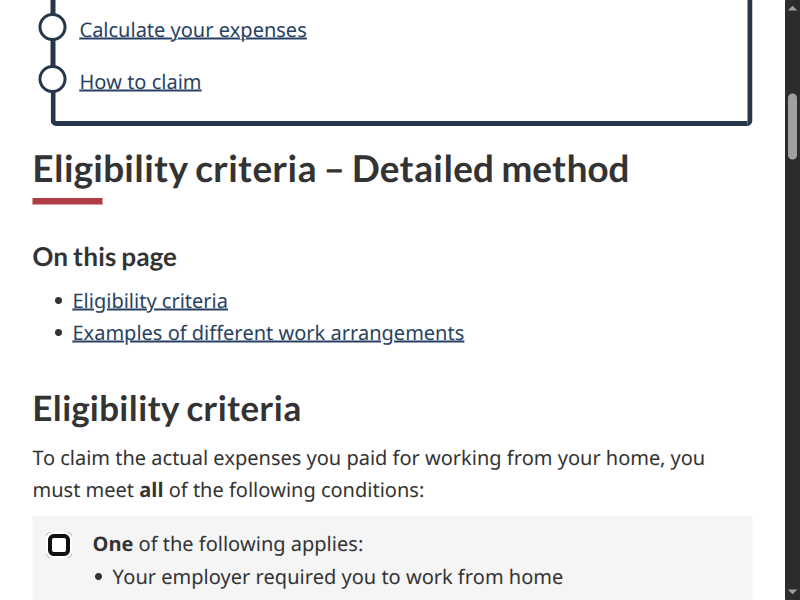 Calculate your expenses
How to claim
Eligibility criteria – Detailed method
On this page
Eligibility criteria
Examples of different work arrangements
Eligibility criteria
To claim the actual expenses you paid for working from your home, you
must meet all of the following conditions:
One of the following applies:
Your employer required you to work from home